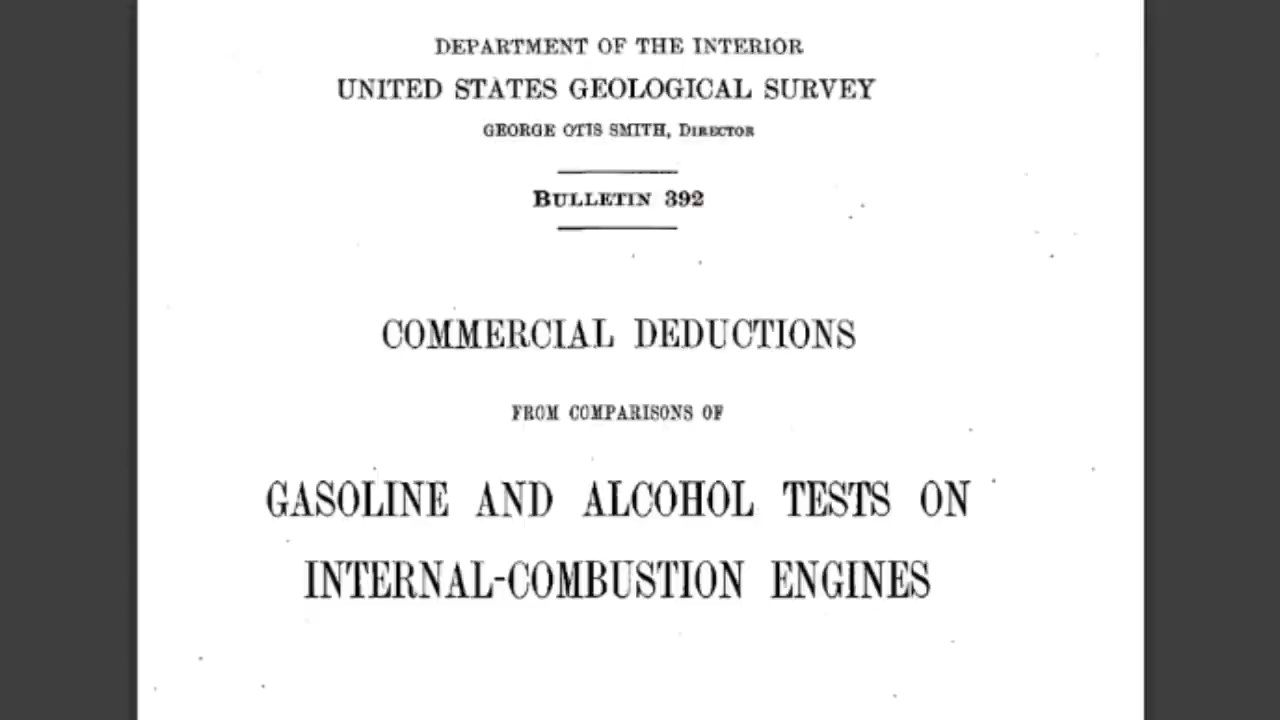 DEPARTMENT OF THE INTERIOR
UNITED STATES GEOLOGICAL SURVEY
GEORGE OTIS SMITH, DIRECTOR
BULLETIN 392
COMMERCIAL DEDUCTIONS
FROM COMPARISONS OF
GASOLINE AND ALCOHOL TESTS ON
INTERNAL-COMBUSTION ENGINES